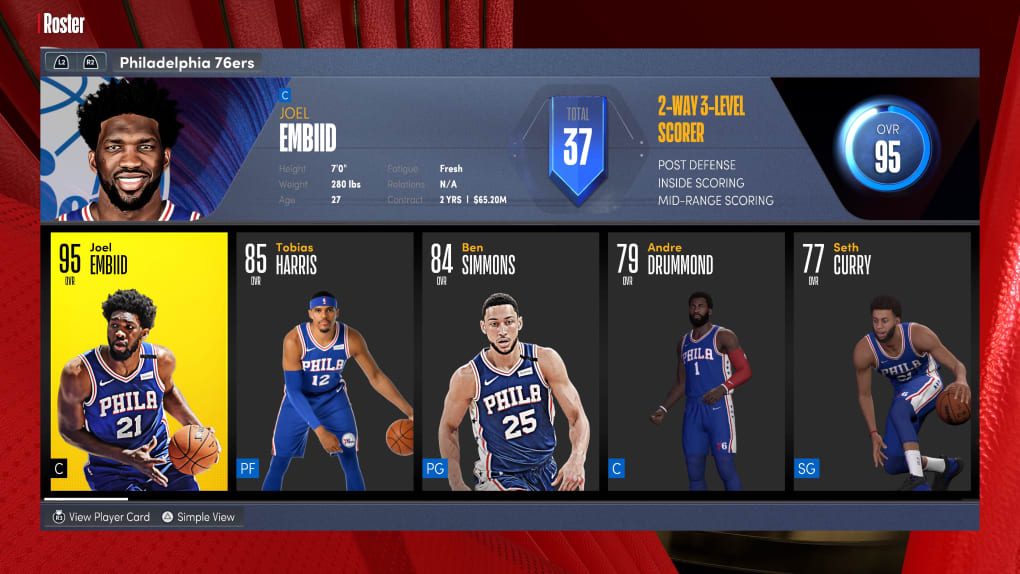 Roster
L2 R2 Philadelphia 76ers
C
JOEL
EMBIID
Height 7'0" Fatigue Fresh
Weight 280 lbs Relations N/A
Age 27 Contract 2 YRS | $65.20M
TOTAL
37
2-WAY 3-LEVEL
SCORER
POST DEFENSE
INSIDE SCORING
MID-RANGE SCORING
OVR
95
95
OVR
Joel
EMBIID
PHILA
21
C
85
OVR
Tobias
HARRIS
PHILA
12
PF
84
OVR
Ben
SIMMONS
PHILA
25
PG
79
OVR
Andre
DRUMMOND
PHILA
1
C
77
OVR
Seth
CURRY
PHILA
SG
R3 View Player Card Simple View